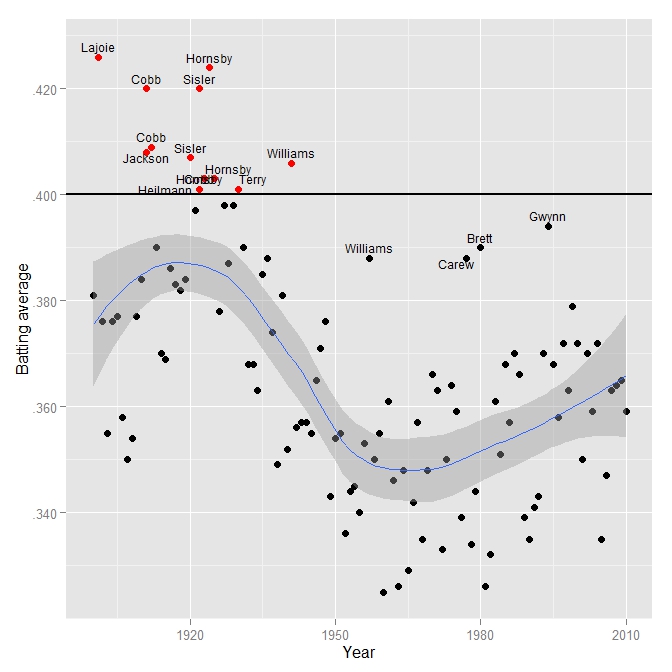 Lajoie
Hornsby
Cobb
Sisler
.420
Cobb
Sisler
Jackson
Williams
Hornsby
Terry
Heilmann
.400
Gwynn
Brett
Williams
Carew
.380
.360
.340
Batting average
1920
1950
1980
2010
Year